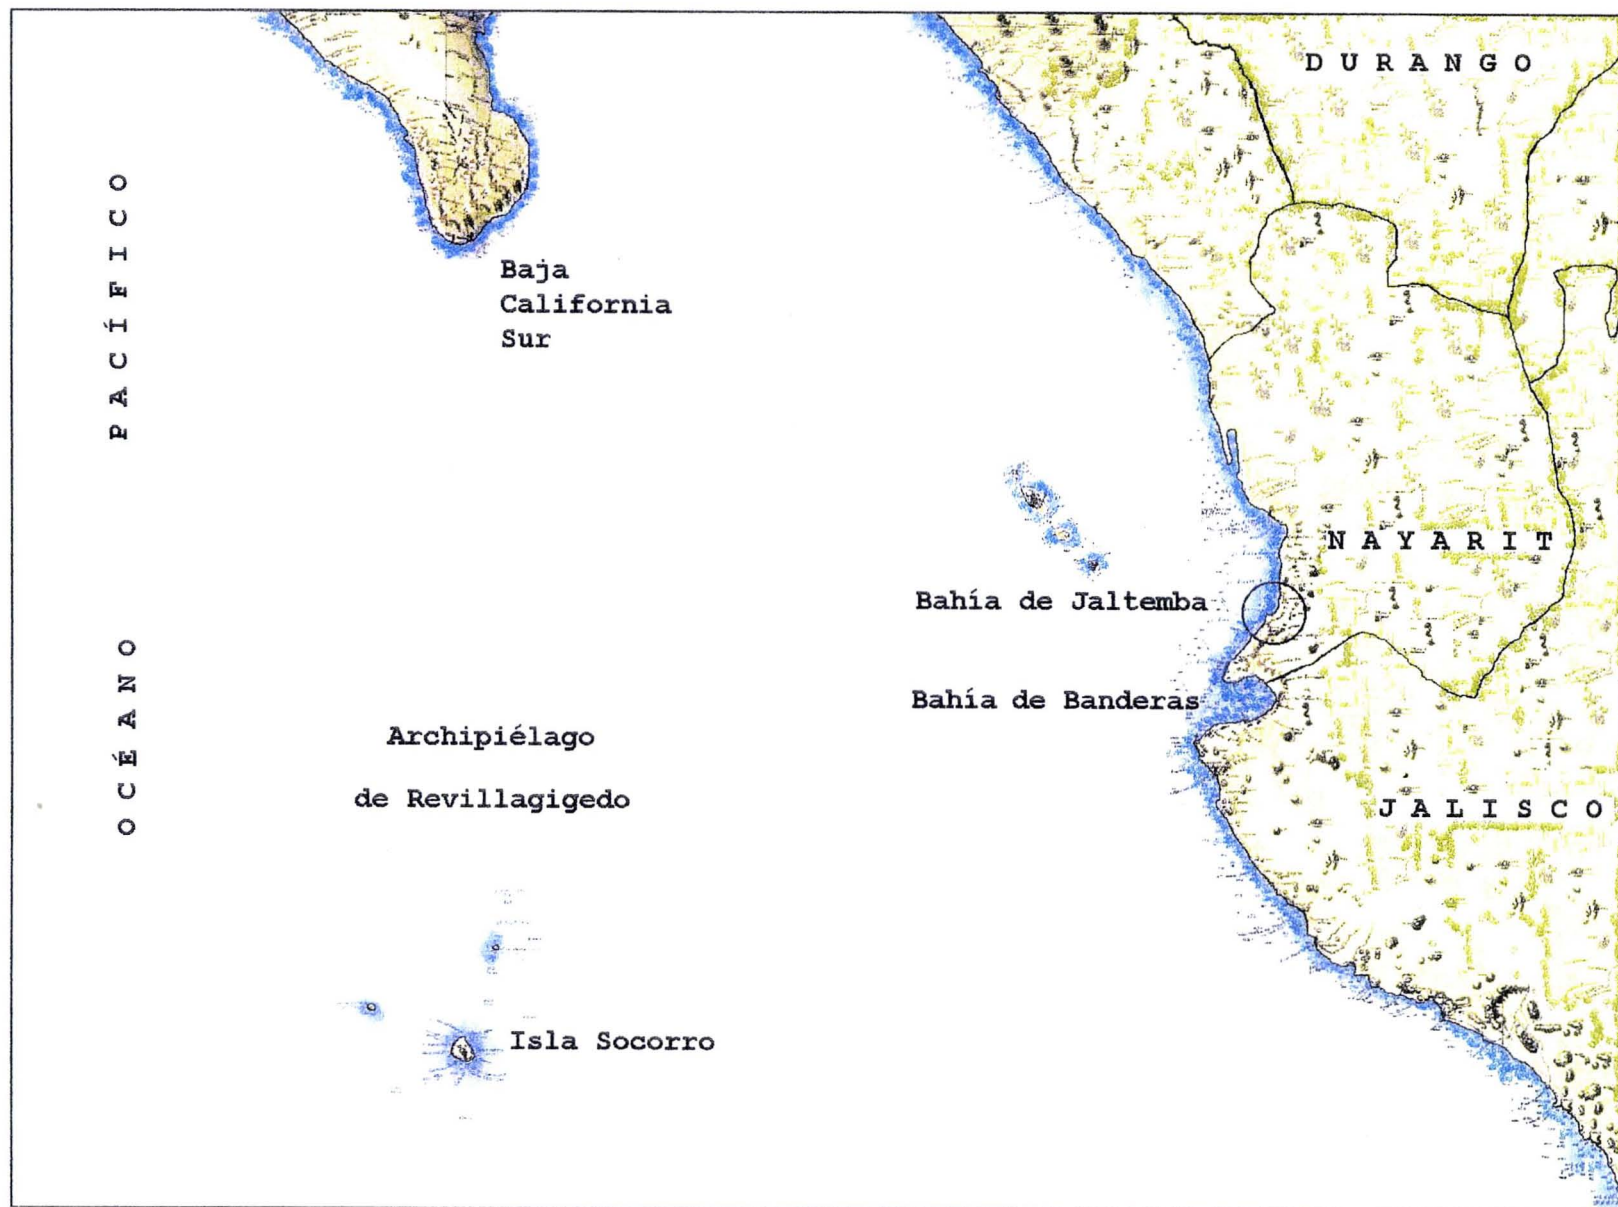 DURANGO
OCÉANO PACÍFICO
Baja
California
Sur
NAYARIT
Bahía de Jaltemba
Bahía de Banderas
Archipiélago
de Revillagigedo
JALISCO
Isla Socorro